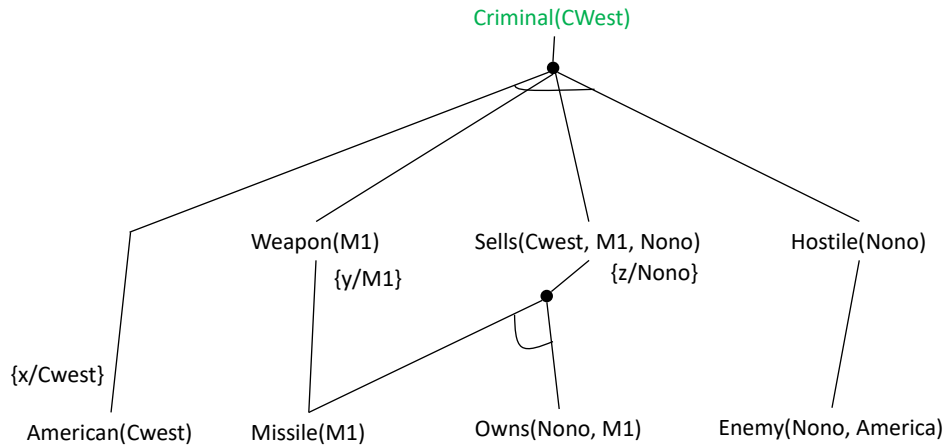 Criminal(CWest)
Weapon(M1)
Sells(Cwest, M1, Nono)
Hostile(Nono)
{y/M1}
{z/Nono}
{x/Cwest}
American(Cwest)
Missile(M1)
Owns(Nono, M1)
Enemy(Nono, America)